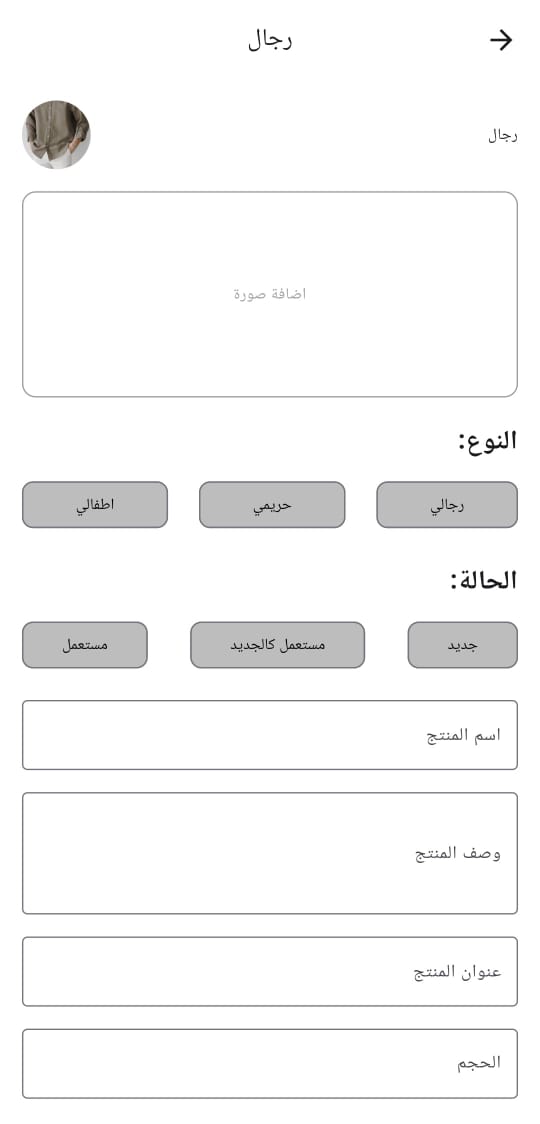 رجال
رجال
اضافة صورة
النوع:
رجالي حريمي اطفالي
الحالة:
جديد مستعمل كالجديد مستعمل
اسم المنتج
وصف المنتج
عنوان المنتج
الحجم